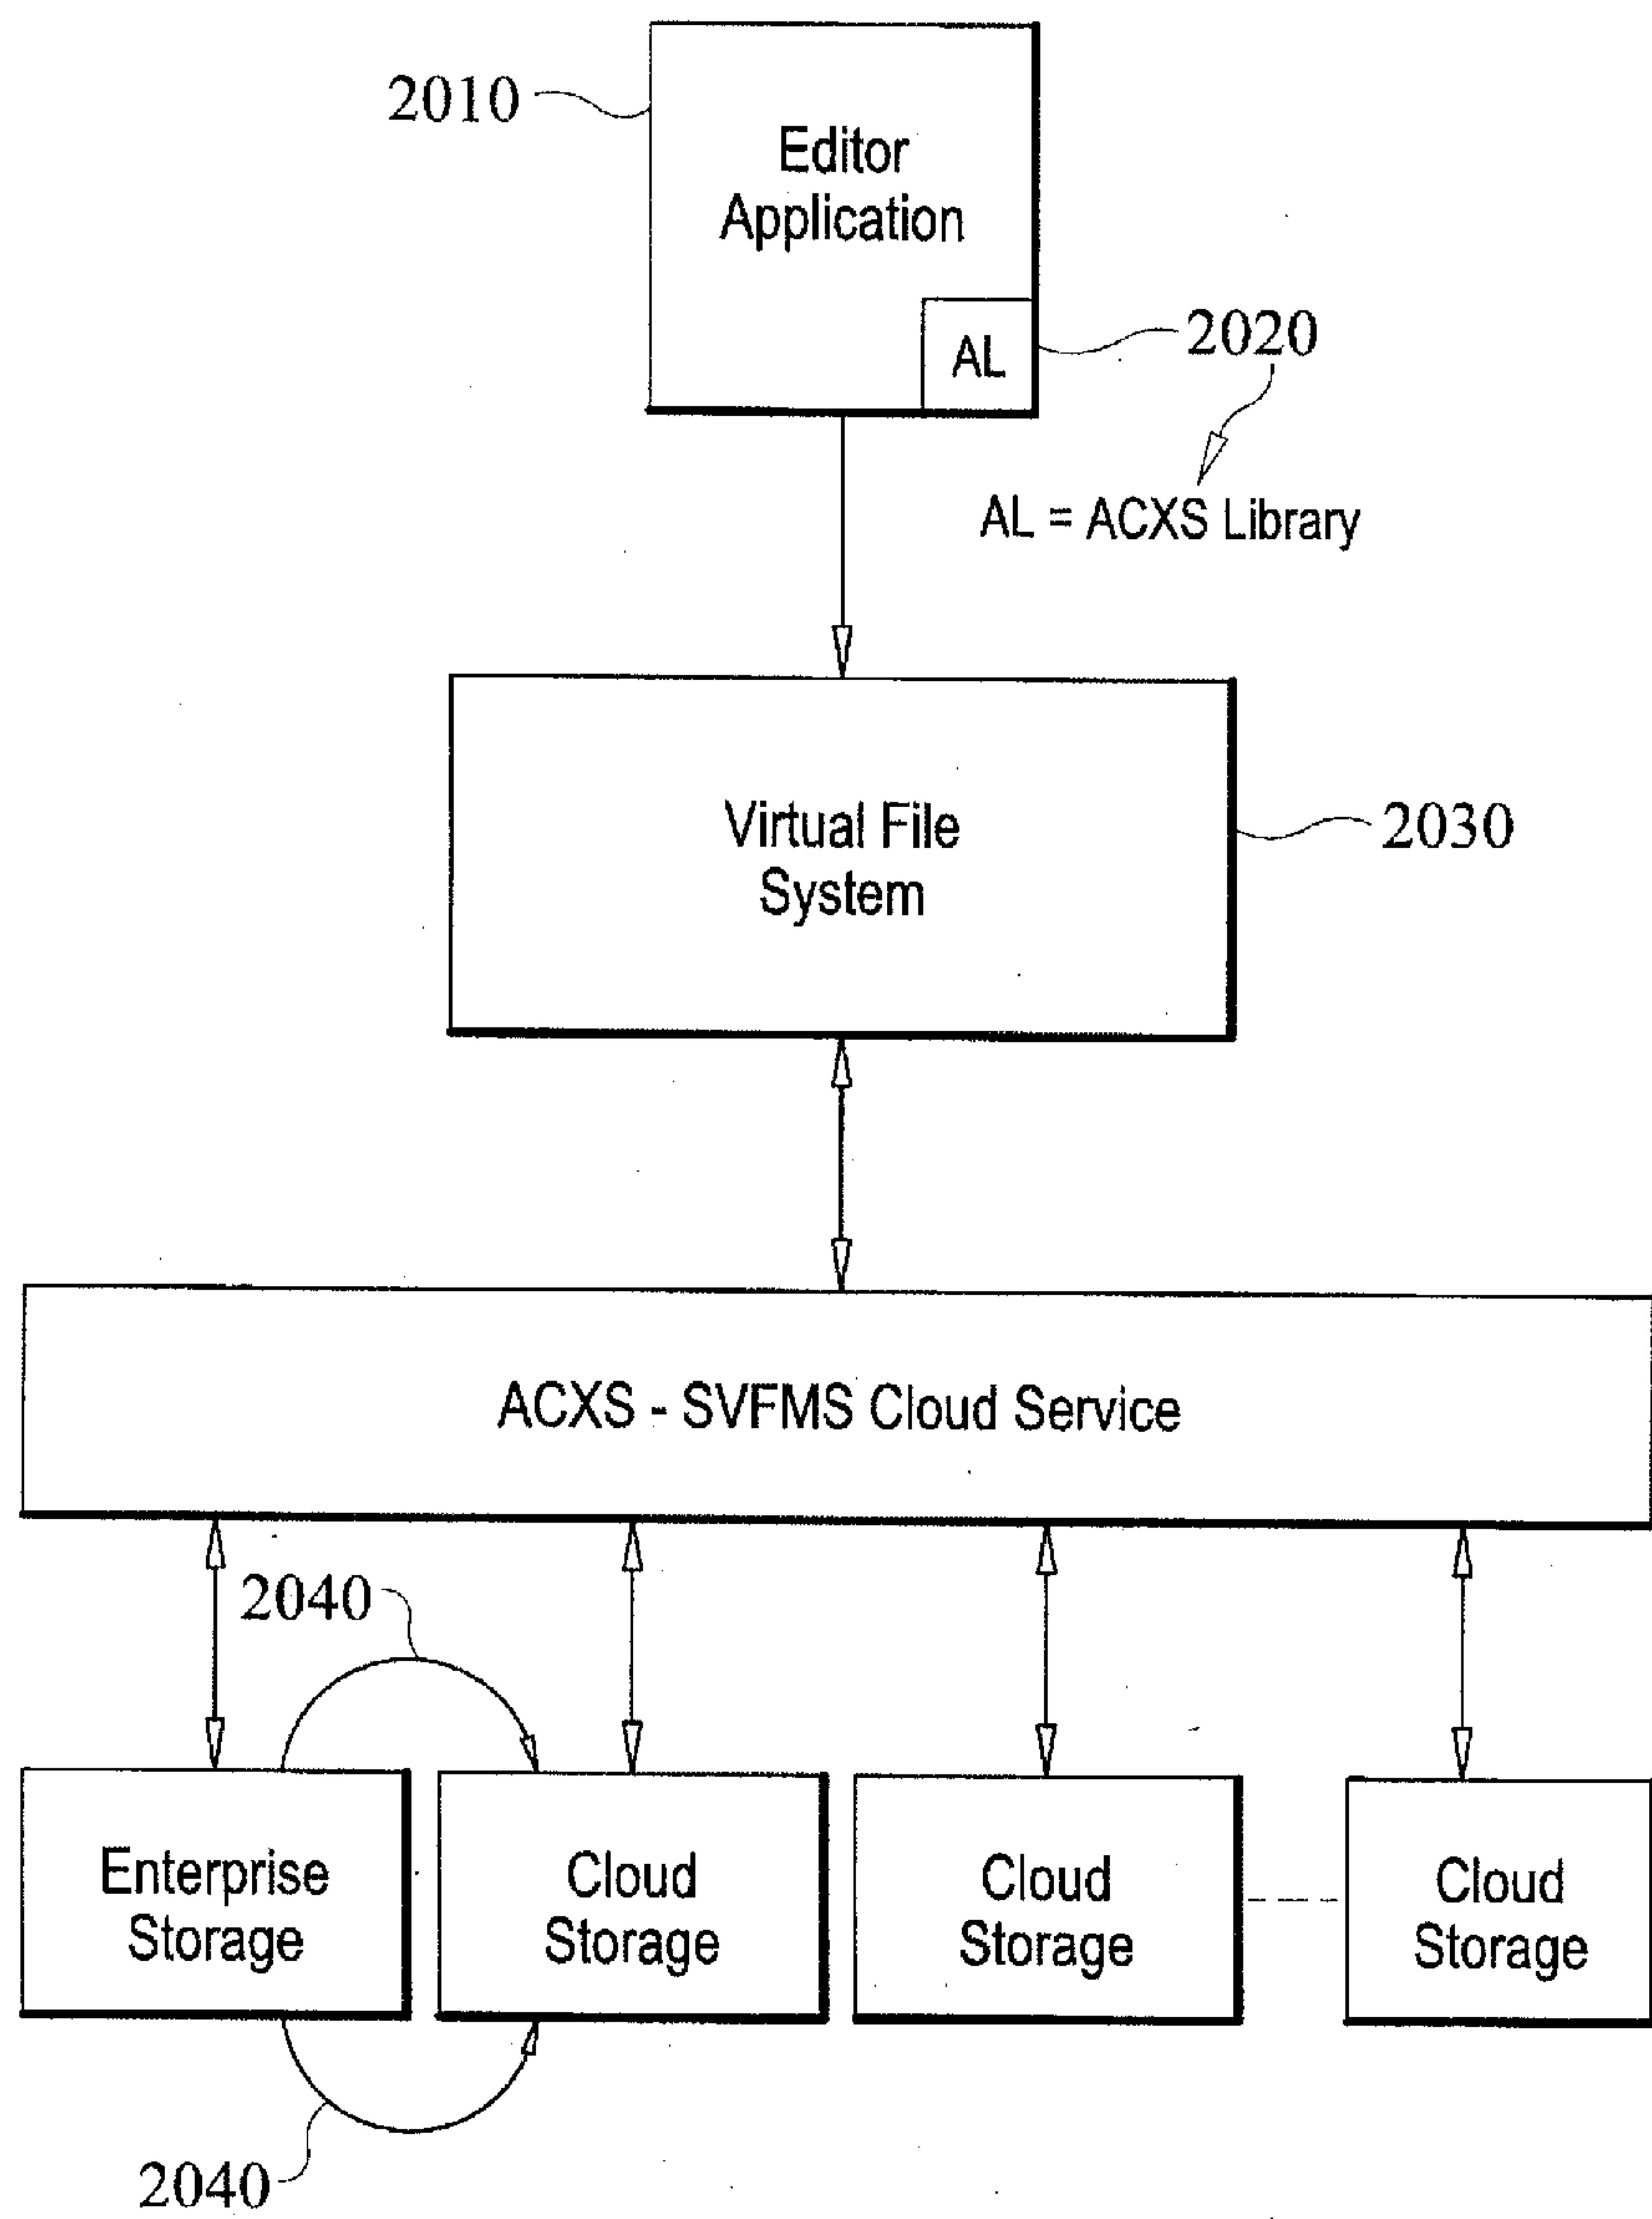 2010
Editor
Application
AL
2020
AL = ACXS Library
Virtual File
System
2030
ACXS - SVFMS Cloud Service
2040
Enterprise
Storage
Cloud
Storage
Cloud
Storage
Cloud
Storage
2040